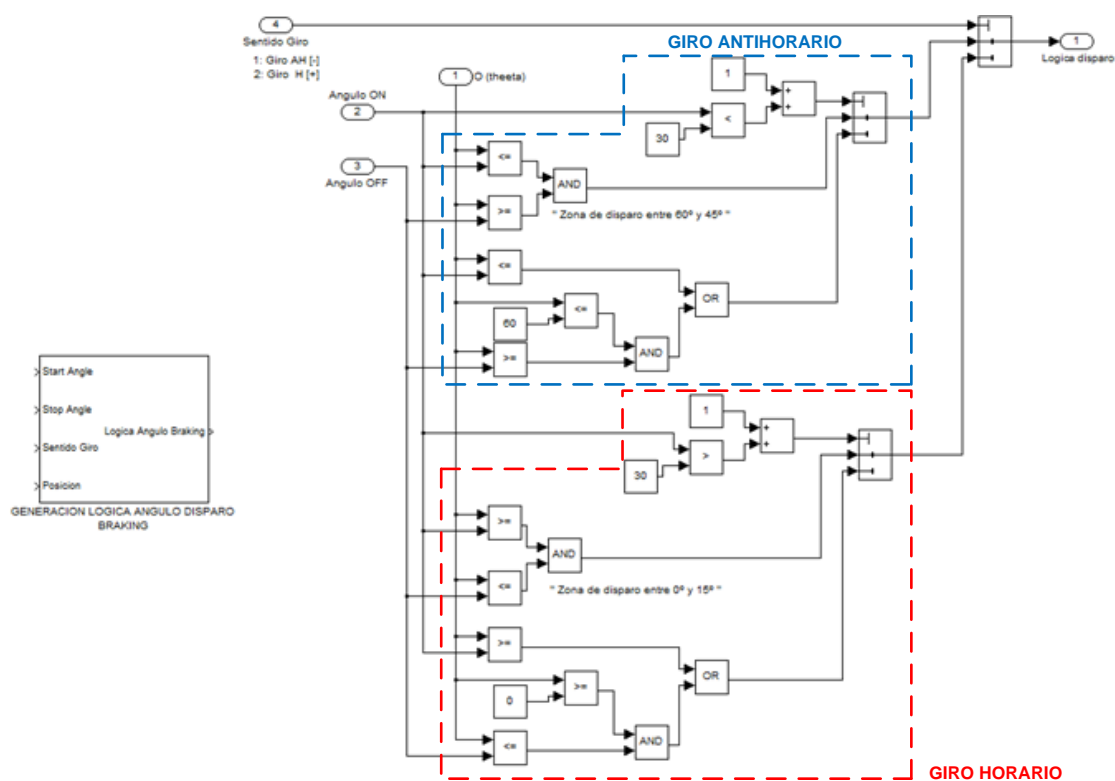 4
Sentido Giro
1: Giro AH [-]
2: Giro H [+]
GIRO ANTIHORARIO
1
Logica disparo
1
O (theeta)
Angulo ON
2
3
Angulo OFF
1
+
+
<
30
<=
>=
AND
" Zona de disparo entre 60º y 45º "
<=
<=
60
>=
AND
OR
Start Angle
Stop Angle
Logica Angulo Braking
Sentido Giro
Posicion
GENERACION LOGICA ANGULO DISPARO
BRAKING
1
+
+
>
30
>=
<=
AND
" Zona de disparo entre 0º y 15º "
>=
>=
0
<=
AND
OR
GIRO HORARIO